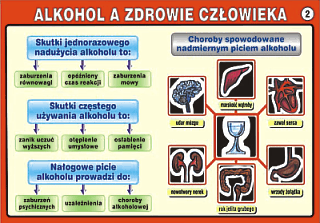 ALKOHOL A ZDROWIE CZŁOWIEKA
2
Skutki jednorazowego
nadużycia alkoholu to:
zaburzenia
równowagi
opóźniony
czas reakcji
zaburzenia
mowy
Skutki częstego
używania alkoholu to:
zanik uczuć
wyższych
otępienie
umysłowe
osłabienie
pamięci
Nałogowe picie
alkoholu prowadzi do:
zaburzeń
psychicznych
uzależnienia
choroby
alkoholowej
Choroby spowodowane
nadmiernym piciem alkoholu
marskość wątroby
udar mózgu
zawał serca
nowotwory nerek
rak jelita grubego
wrzody żołądka